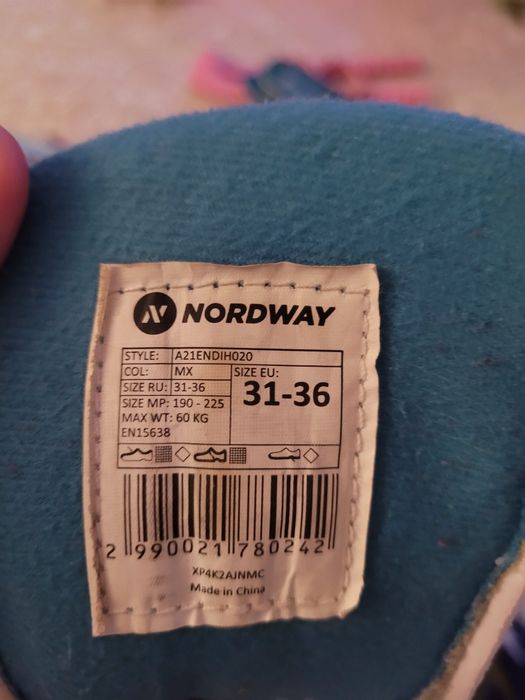 NORDWAY
STYLE: A21ENDIH020
COL: MX
SIZE RU: 31-36
SIZE MP: 190 - 225
MAX WT: 60 KG
EN15638
SIZE EU:
31-36
2 990021 780242
XP4K2AJNMC
Made in China